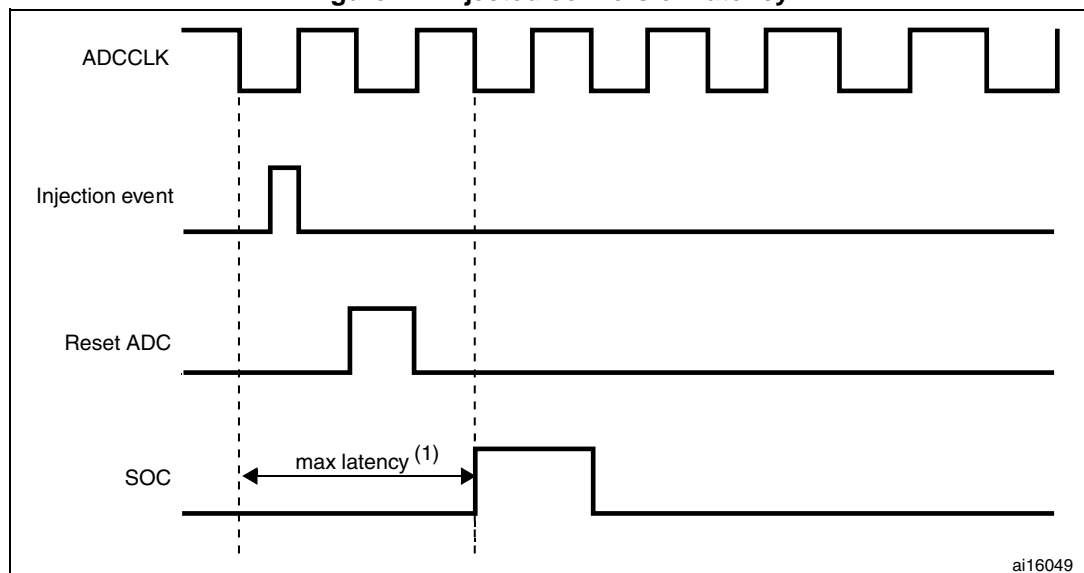 ADCCLK
Injection event
Reset ADC
SOC
max latency (1)
ai16049